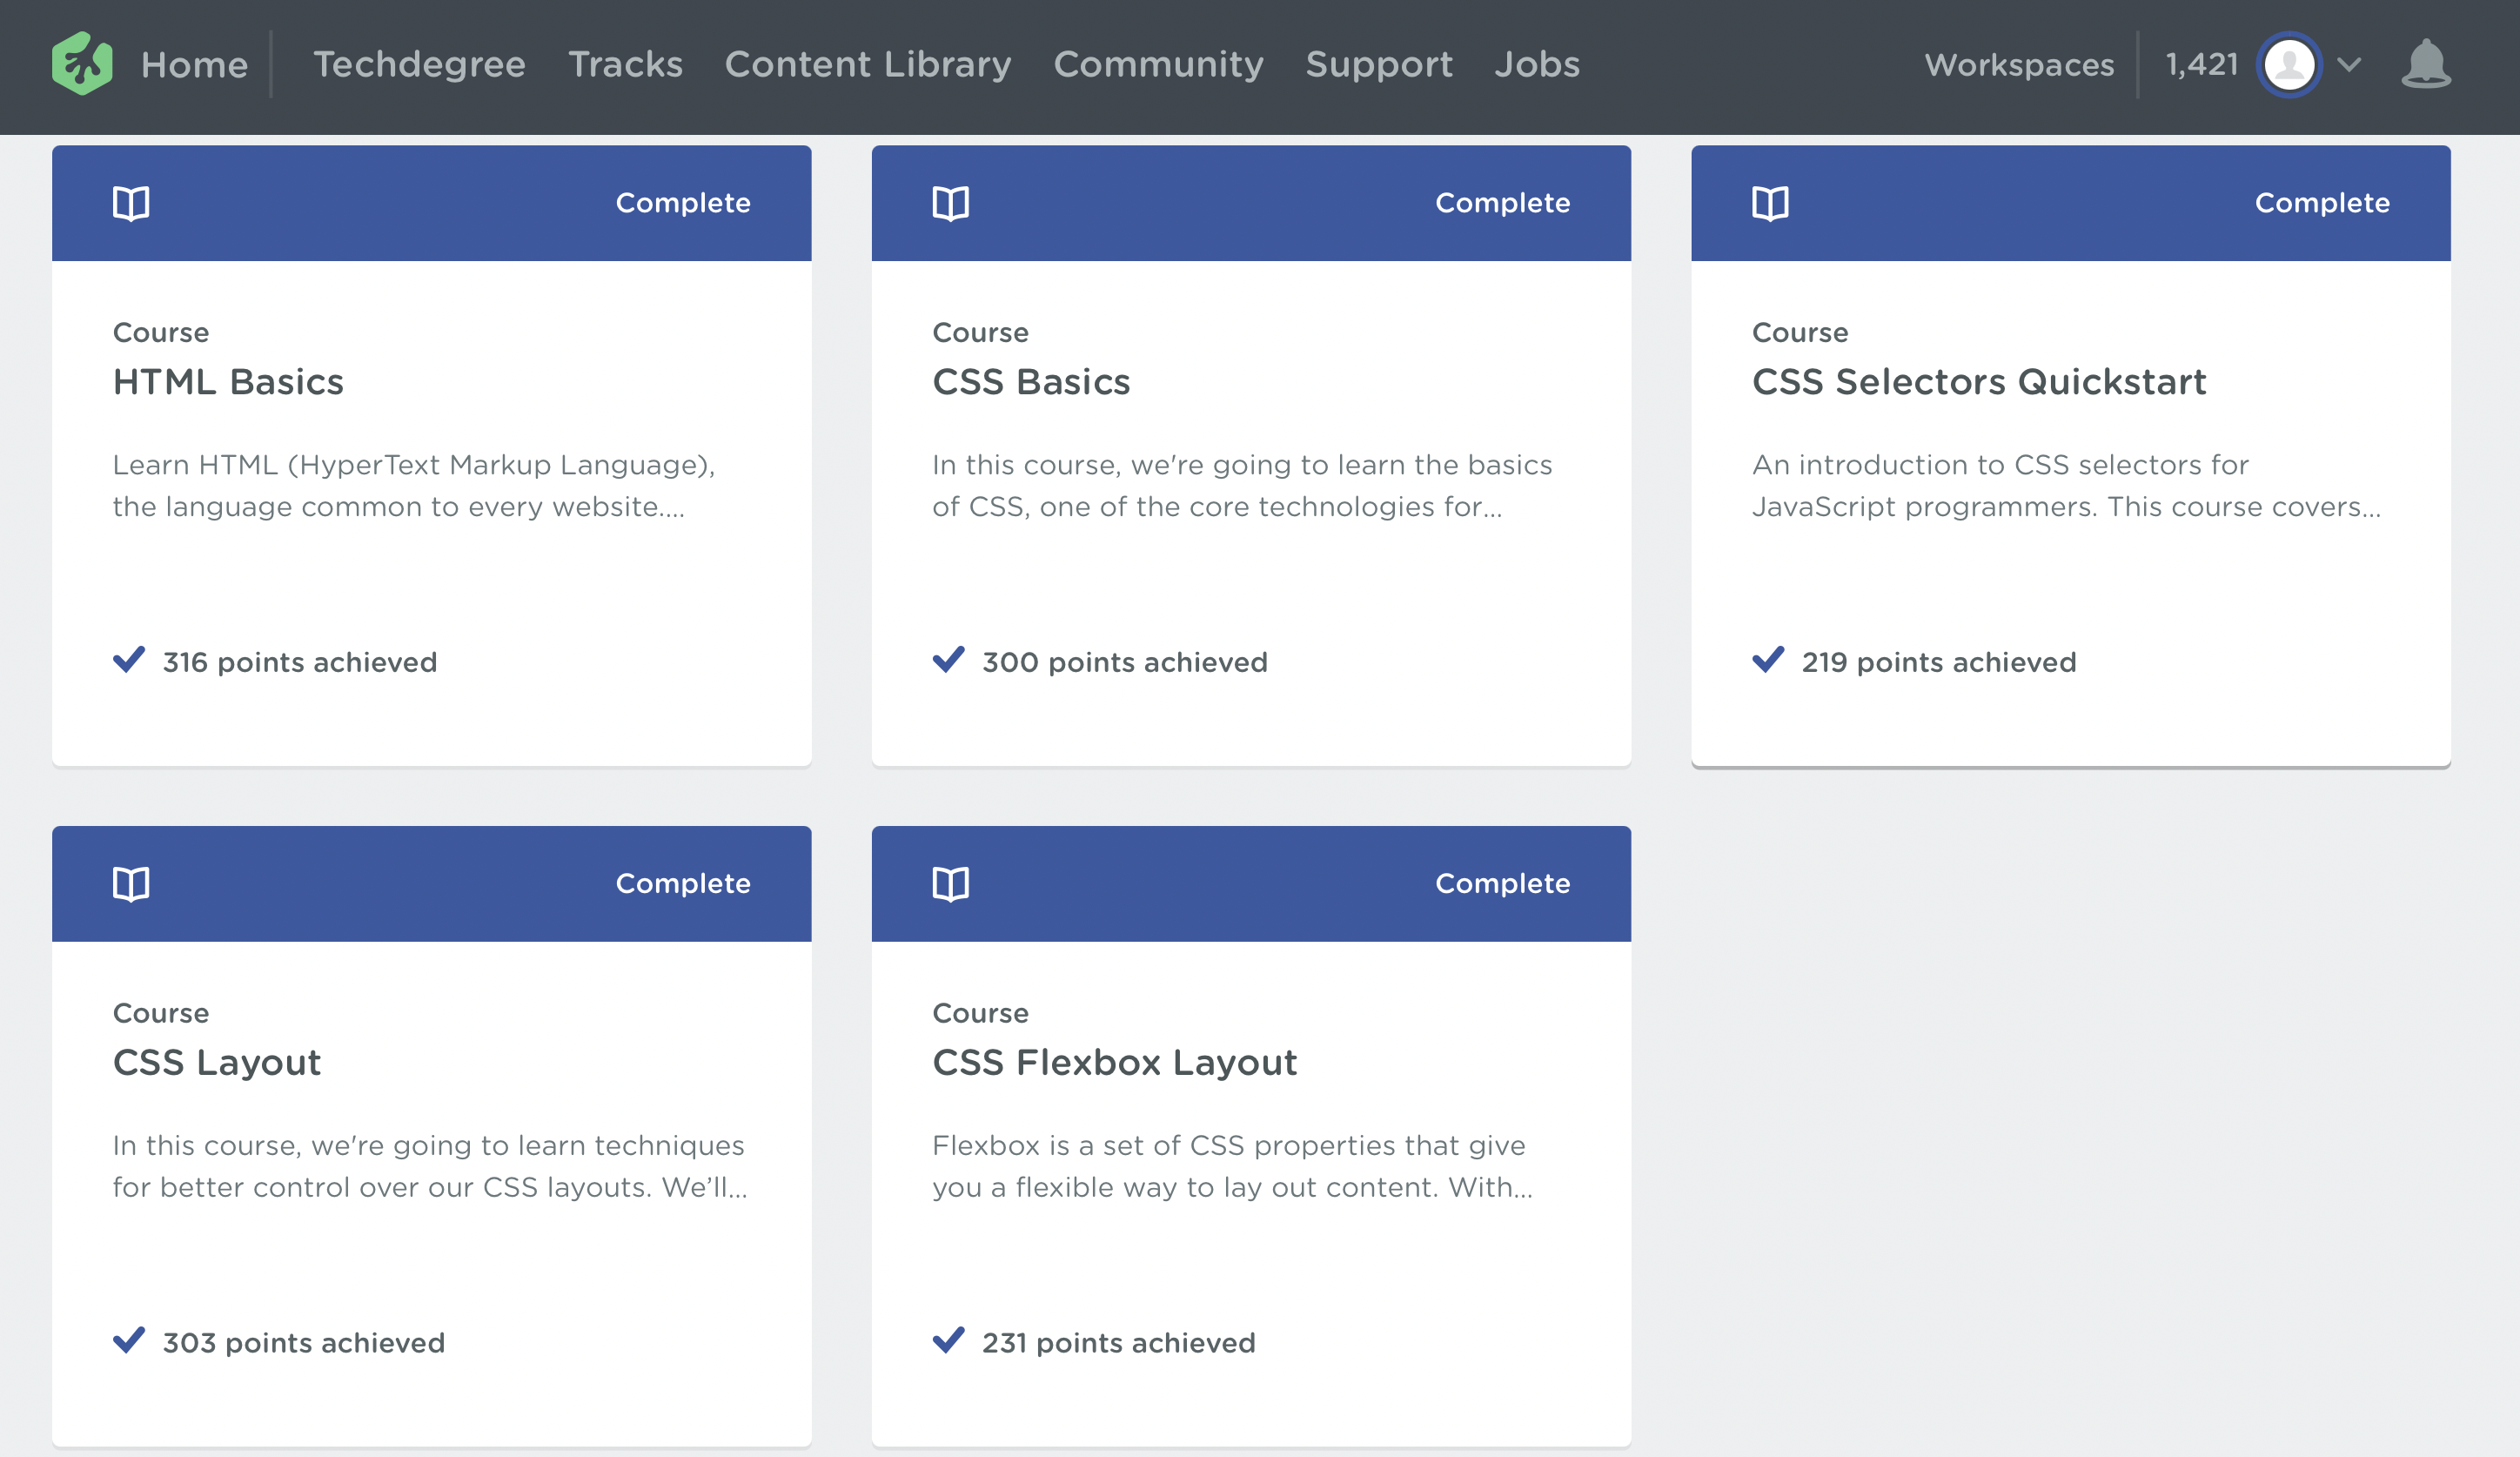 Home Techdegree Tracks Content Library Community Support Jobs Workspaces 1,421
Complete
Course
HTML Basics
Learn HTML (HyperText Markup Language),
the language common to every website....
316 points achieved
Complete
Course
CSS Basics
In this course, we're going to learn the basics
of CSS, one of the core technologies for...
300 points achieved
Complete
Course
CSS Selectors Quickstart
An introduction to CSS selectors for
JavaScript programmers. This course covers...
219 points achieved
Complete
Course
CSS Layout
In this course, we're going to learn techniques
for better control over our CSS layouts. We’ll...
303 points achieved
Complete
Course
CSS Flexbox Layout
Flexbox is a set of CSS properties that give
you a flexible way to lay out content. With...
231 points achieved